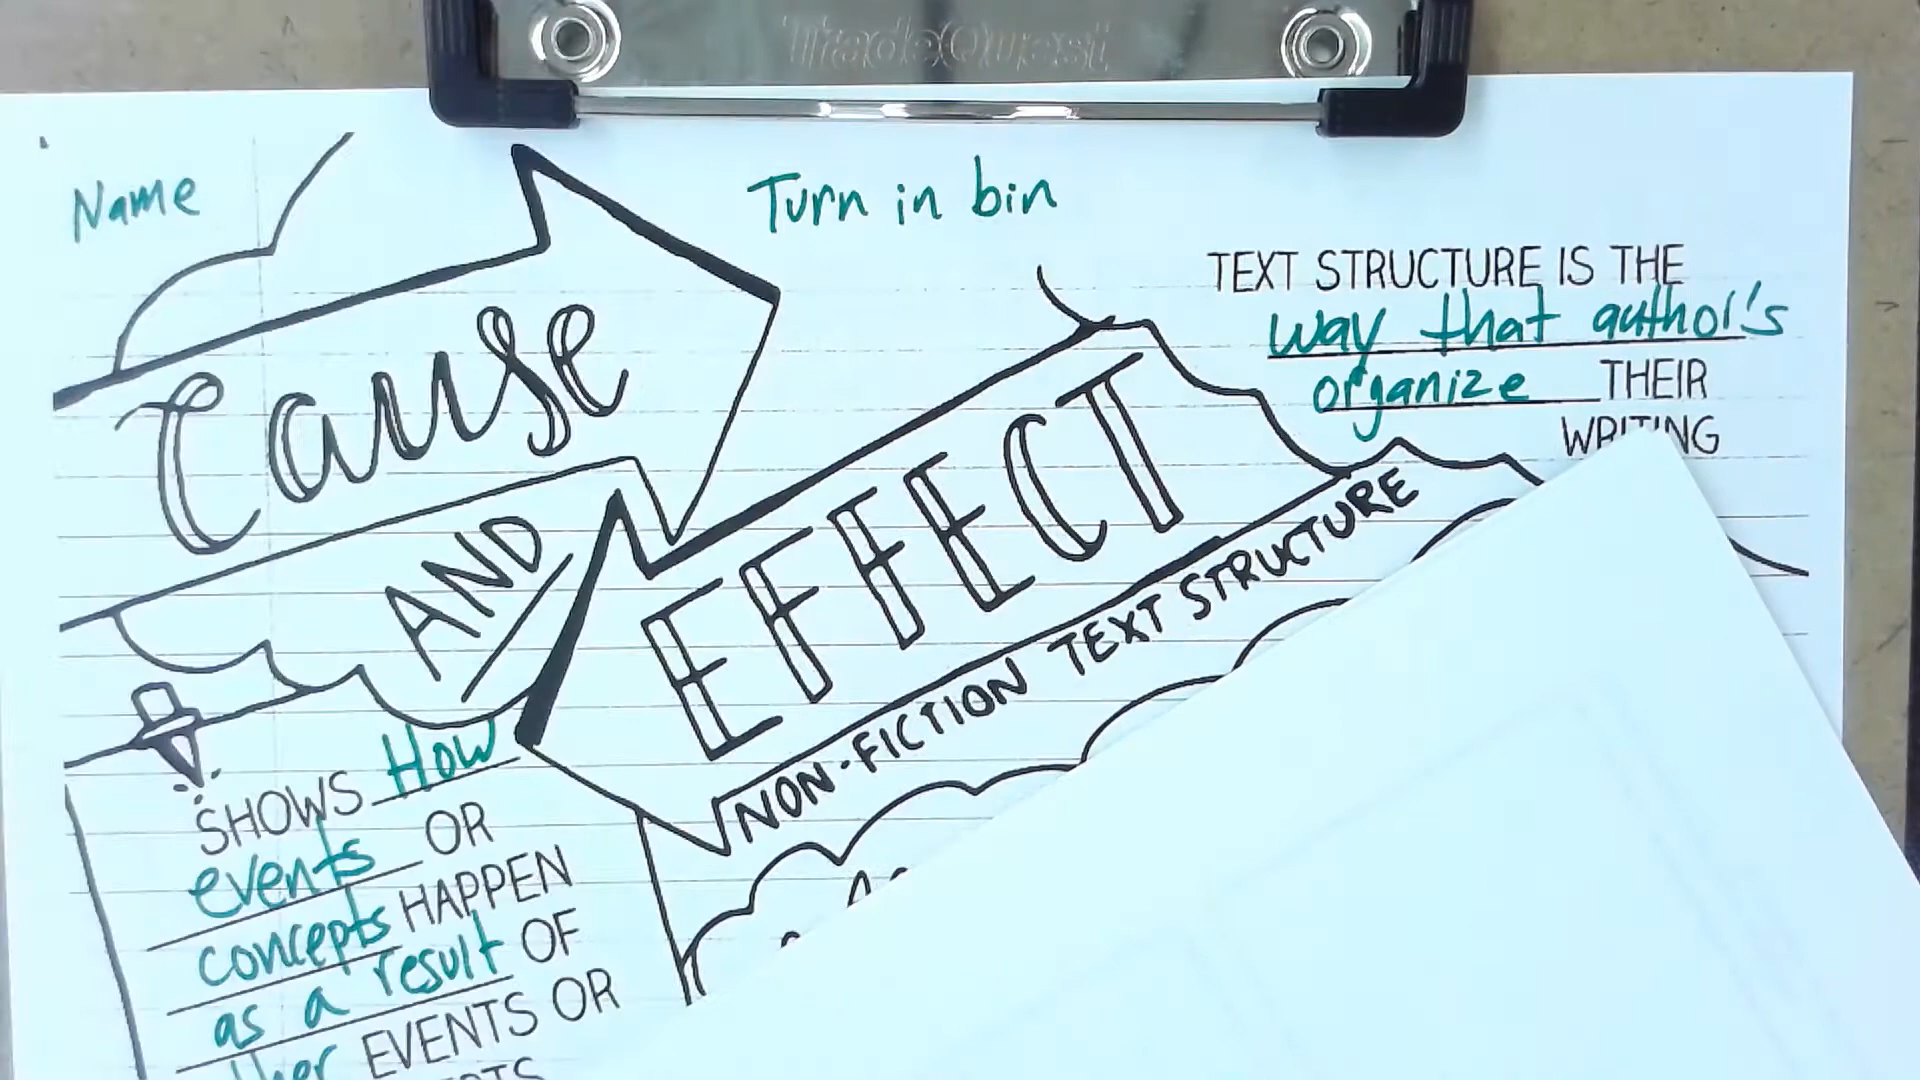 TradeQuest
Name
Turn in bin
Cause
AND
EFFECT
NON-FICTION TEXT STRUCTURE
TEXT STRUCTURE IS THE
way that author's
organize THEIR
WRITING
SHOWS How
events OR
concepts HAPPEN
as a result OF
EVENTS OR